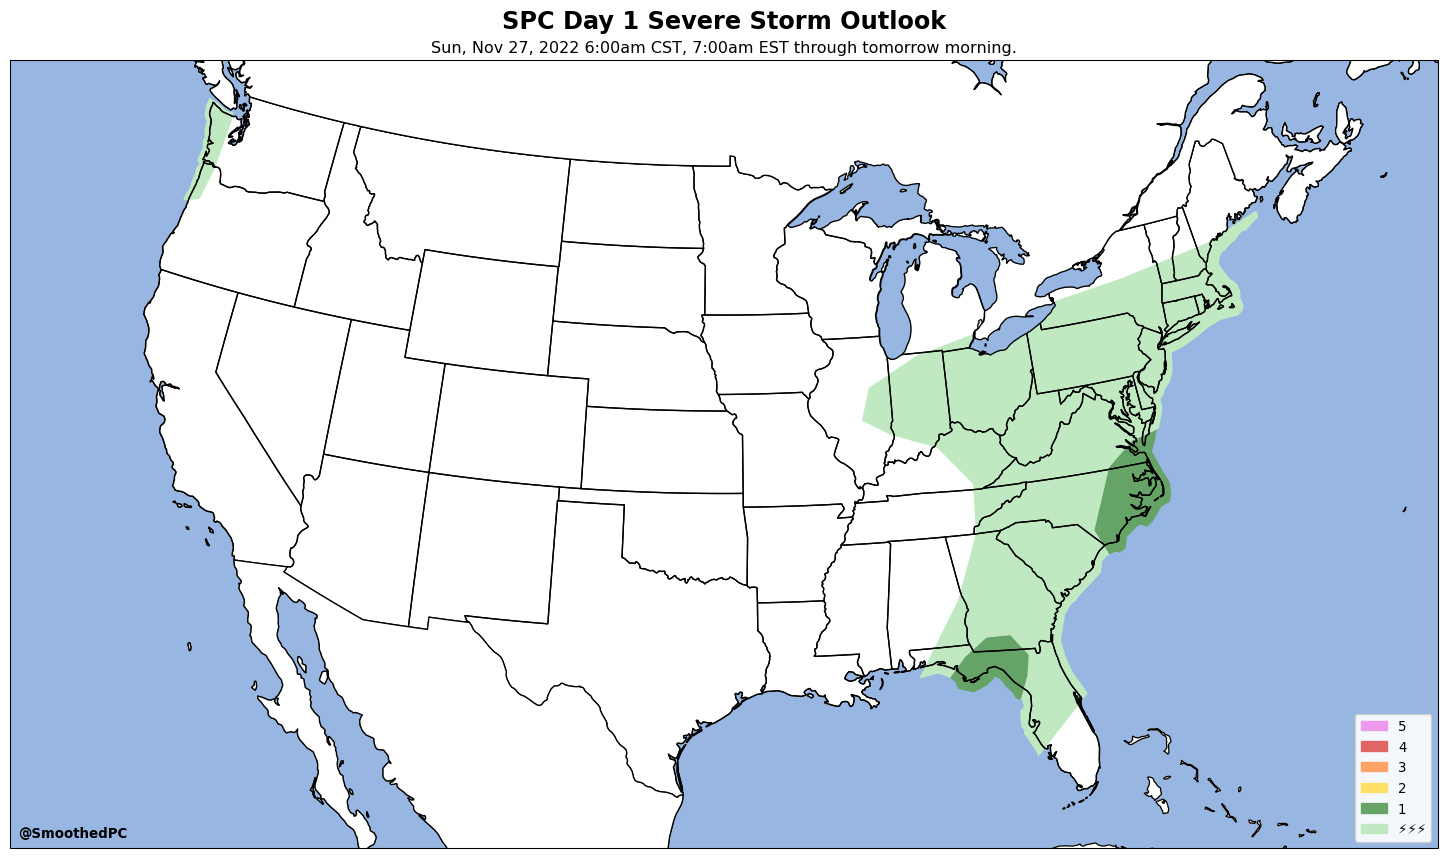 SPC Day 1 Severe Storm Outlook
Sun, Nov 27, 2022 6:00am CST, 7:00am EST through tomorrow morning.
5
4
3
2
1
⚡⚡⚡
@SmoothedPC